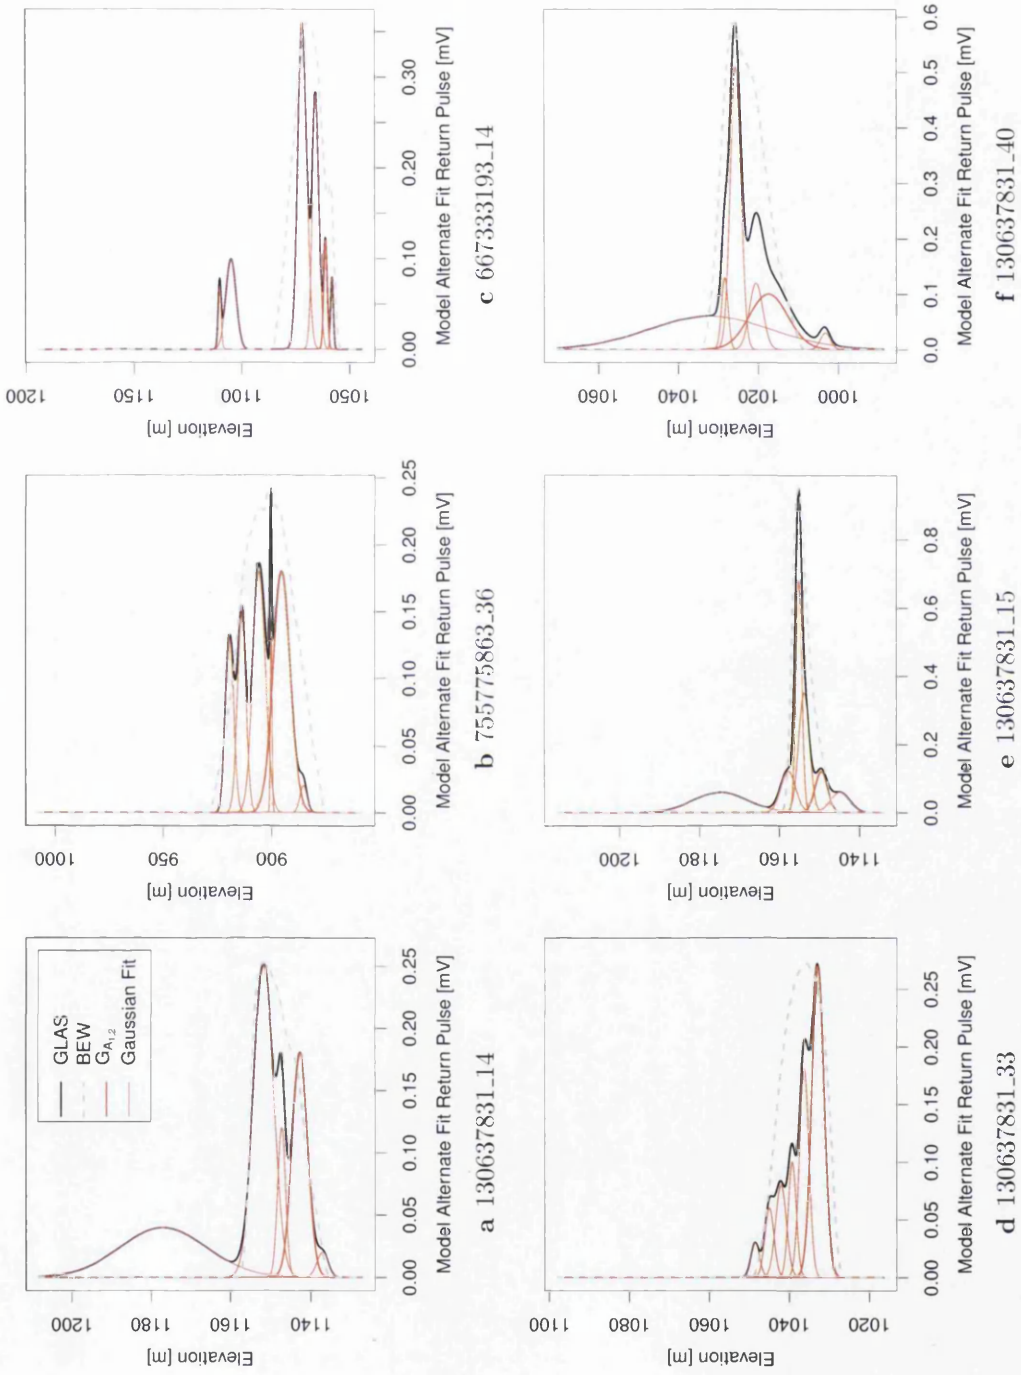 GLAS
BEW
G_A1,2
Gaussian Fit
Elevation [m]
1200
1180
1160
1140
0.00 0.05 0.10 0.15 0.20 0.25
Model Alternate Fit Return Pulse [mV]
a 130637831_14
Elevation [m]
1000
950
900
0.00 0.05 0.10 0.15 0.20 0.25
Model Alternate Fit Return Pulse [mV]
b 755775863_36
Elevation [m]
1200
1150
1100
1050
0.00 0.10 0.20 0.30
Model Alternate Fit Return Pulse [mV]
c 667333193_14
Elevation [m]
1100
1080
1060
1040
1020
0.00 0.05 0.10 0.15 0.20 0.25
Model Alternate Fit Return Pulse [mV]
d 130637831_33
Elevation [m]
1200
1180
1160
1140
0.0 0.2 0.4 0.6 0.8
Model Alternate Fit Return Pulse [mV]
e 130637831_15
Elevation [m]
1060
1040
1020
1000
0.0 0.1 0.2 0.3 0.4 0.5 0.6
Model Alternate Fit Return Pulse [mV]
f 130637831_40